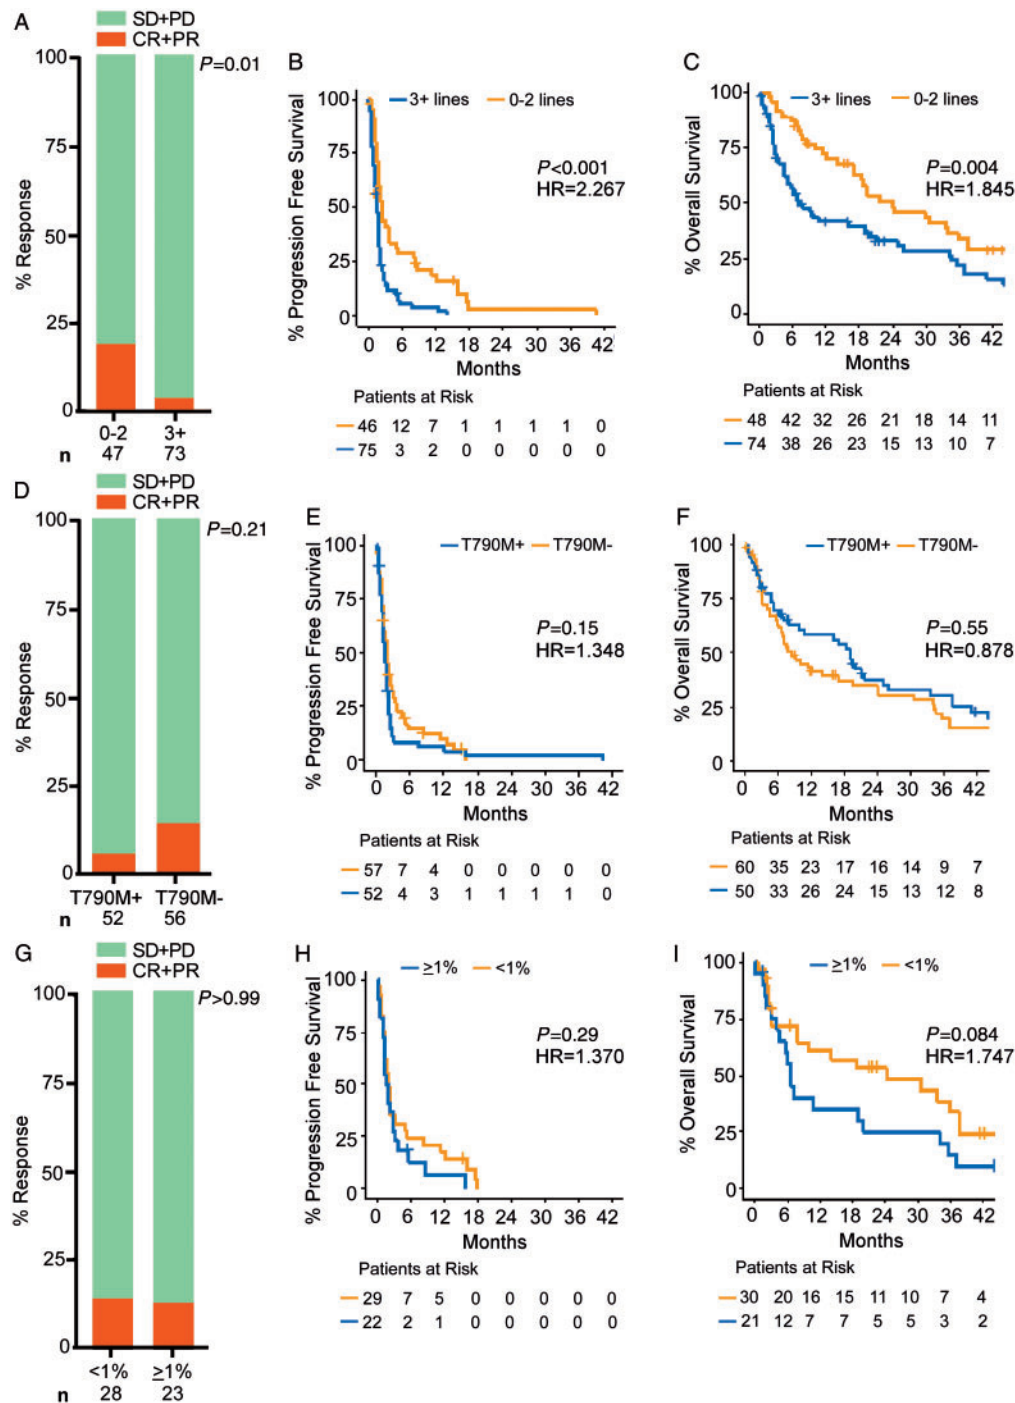 A
SD+PD
CR+PR
% Response
100
75
50
25
0
P=0.01
0-2
3+
n
47
73
B
3+ lines
0-2 lines
% Progression Free Survival
100
75
50
25
0
P<0.001
HR=2.267
0 6 12 18 24 30 36 42
Months
Patients at Risk
46 12 7 1 1 1 1 0
75 3 2 0 0 0 0 0
C
3+ lines
0-2 lines
% Overall Survival
100
75
50
25
0
P=0.004
HR=1.845
0 6 12 18 24 30 36 42
Months
Patients at Risk
48 42 32 26 21 18 14 11
74 38 26 23 15 13 10 7
D
SD+PD
CR+PR
% Response
100
75
50
25
0
P=0.21
T790M+
T790M-
n
52
56
E
T790M+
T790M-
% Progression Free Survival
100
75
50
25
0
P=0.15
HR=1.348
0 6 12 18 24 30 36 42
Months
Patients at Risk
57 7 4 0 0 0 0 0
52 4 3 1 1 1 1 0
F
T790M+
T790M-
% Overall Survival
100
75
50
25
0
P=0.55
HR=0.878
0 6 12 18 24 30 36 42
Months
Patients at Risk
60 35 23 17 16 14 9 7
50 33 26 24 15 13 12 8
G
SD+PD
CR+PR
% Response
100
75
50
25
0
P>0.99
<1%
≥1%
n
28
23
H
≥1%
<1%
% Progression Free Survival
100
75
50
25
0
P=0.29
HR=1.370
0 6 12 18 24 30 36 42
Months
Patients at Risk
29 7 5 0 0 0 0 0
22 2 1 0 0 0 0 0
I
≥1%
<1%
% Overall Survival
100
75
50
25
0
P=0.084
HR=1.747
0 6 12 18 24 30 36 42
Months
Patients at Risk
30 20 16 15 11 10 7 4
21 12 7 7 5 5 3 2